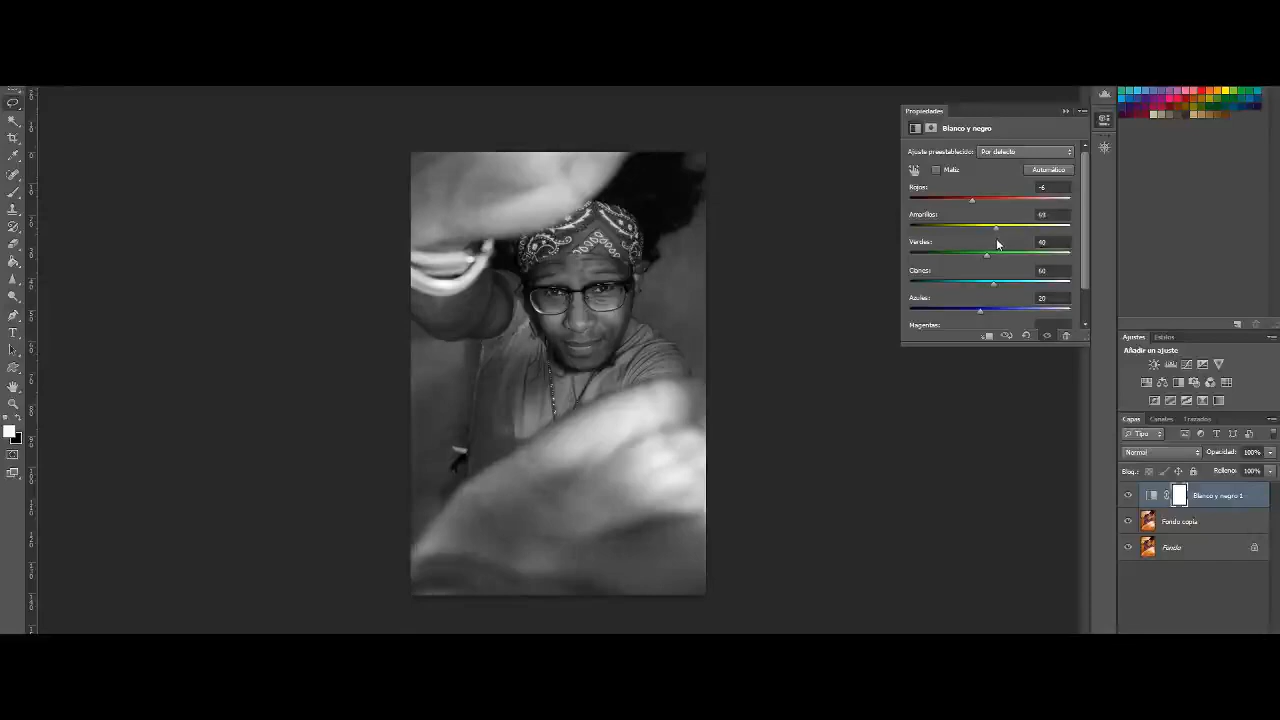 Propiedades
Blanco y negro
Ajuste preestablecido: Por defecto
Matiz Automático
Rojos: -6
Amarillos:
Verdes: 40
Cianes: 60
Azules: 20
Magentas:
Ajustes Estilos
Añadir un ajuste
Capas Canales Trazados
Tipo
Normal Opacidad: 100%
Bloq.: Relleno: 100%
Blanco y negro 1
Fondo copia
Fondo